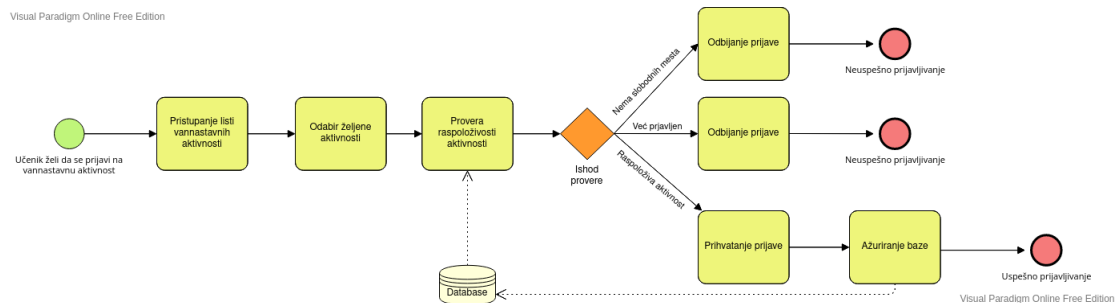 Visual Paradigm Online Free Edition
Učenik želi da se prijavi na
vannastavnu aktivnost
Pristupanje listi
vannastavnih
aktivnosti
Odabir željene
aktivnosti
Provera
raspoloživosti
aktivnosti
Ishod
provere
Nema slobodnih mesta
Već prjavljen
Raspoloživa aktivnost
Odbijanje prijave
Neuspešno prijavljivanje
Odbijanje prijave
Neuspešno prijavljivanje
Prihvatanje prijave
Ažuriranje baze
Uspešno prijavljivanje
Database
Visual Paradigm Online Free Edition